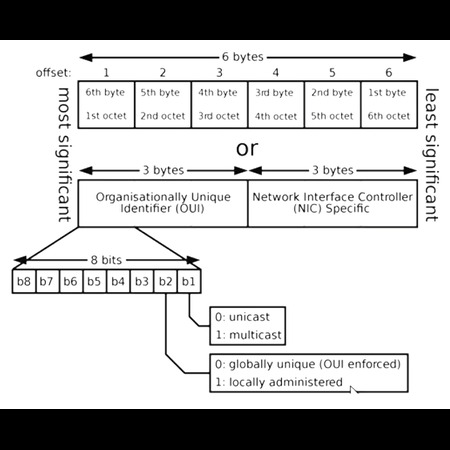 6 bytes
offset: 1 2 3 4 5 6
6th byte 5th byte 4th byte 3rd byte 2nd byte 1st byte
1st octet 2nd octet 3rd octet 4th octet 5th octet 6th octet
most significant
least significant
or
3 bytes 3 bytes
Organisationally Unique
Identifier (OUI)
Network Interface Controller
(NIC) Specific
8 bits
b8 b7 b6 b5 b4 b3 b2 b1
0: unicast
1: multicast
0: globally unique (OUI enforced)
1: locally administered